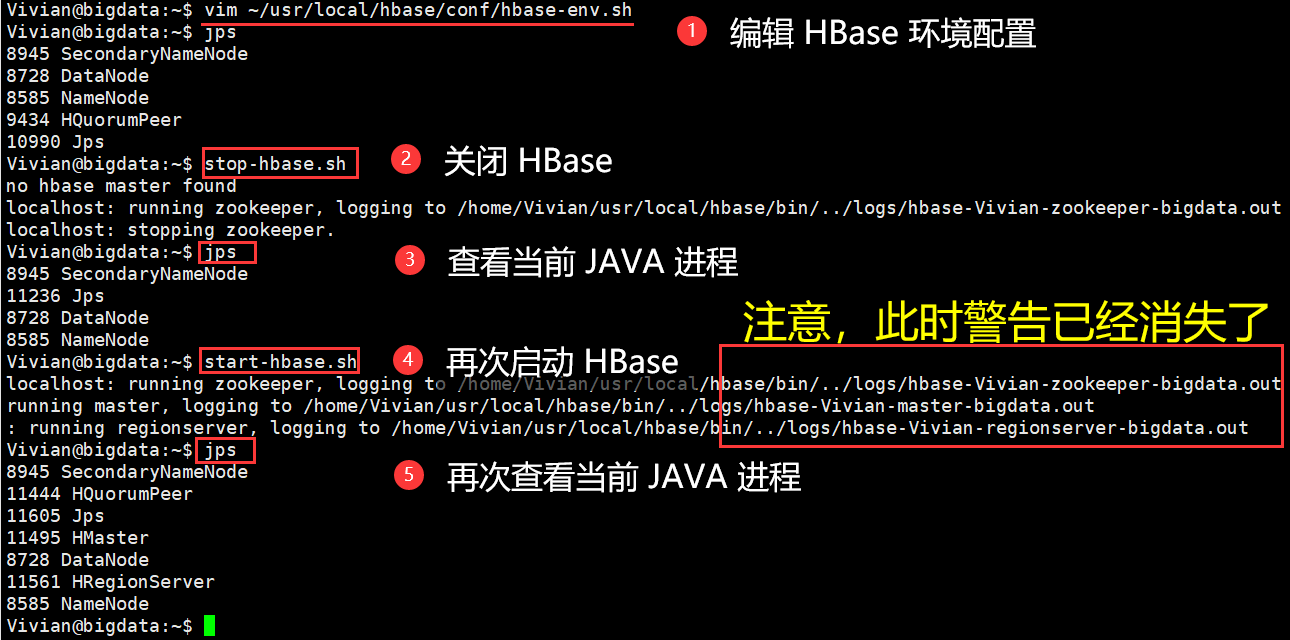 Vivian@bigdata:~$ vim ~/usr/local/hbase/conf/hbase-env.sh
Vivian@bigdata:~$ jps
1 编辑 HBase 环境配置
8945 SecondaryNameNode
8728 DataNode
8585 NameNode
9434 HQuorumPeer
10990 Jps
Vivian@bigdata:~$ stop-hbase.sh
2 关闭 HBase
no hbase master found
localhost: running zookeeper, logging to /home/Vivian/usr/local/hbase/bin/../logs/hbase-Vivian-zookeeper-bigdata.out
localhost: stopping zookeeper.
Vivian@bigdata:~$ jps
3 查看当前 JAVA 进程
8945 SecondaryNameNode
11236 Jps
8728 DataNode
注意，此时警告已经消失了
8585 NameNode
Vivian@bigdata:~$ start-hbase.sh
4 再次启动 HBase
localhost: running zookeeper, logging to /home/Vivian/usr/local/hbase/bin/../logs/hbase-Vivian-zookeeper-bigdata.out
running master, logging to /home/Vivian/usr/local/hbase/bin/../logs/hbase-Vivian-master-bigdata.out
: running regionserver, logging to /home/Vivian/usr/local/hbase/bin/../logs/hbase-Vivian-regionserver-bigdata.out
Vivian@bigdata:~$ jps
5 再次查看当前 JAVA 进程
8945 SecondaryNameNode
11444 HQuorumPeer
11605 Jps
11495 HMaster
8728 DataNode
11561 HRegionServer
8585 NameNode
Vivian@bigdata:~$